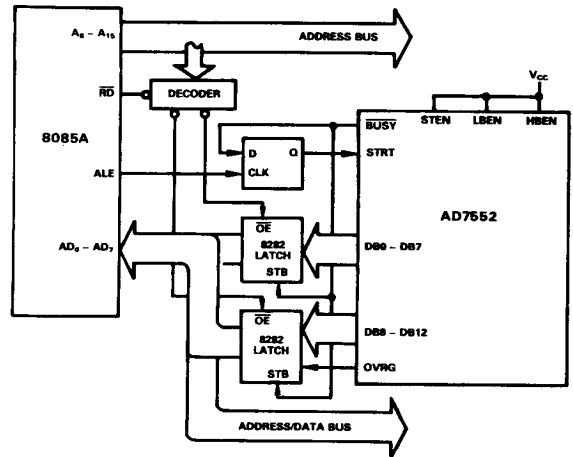 A8 – A15
ADDRESS BUS
VCC
RD
DECODER
STEN
LBEN
HBEN
8085A
BUSY
D
Q
STRT
CLK
ALE
AD7552
OE
8282
LATCH
STB
AD0 – AD7
DB0 – DB7
OE
8282
LATCH
STB
DB8 – DB12
OVRG
ADDRESS/DATA BUS